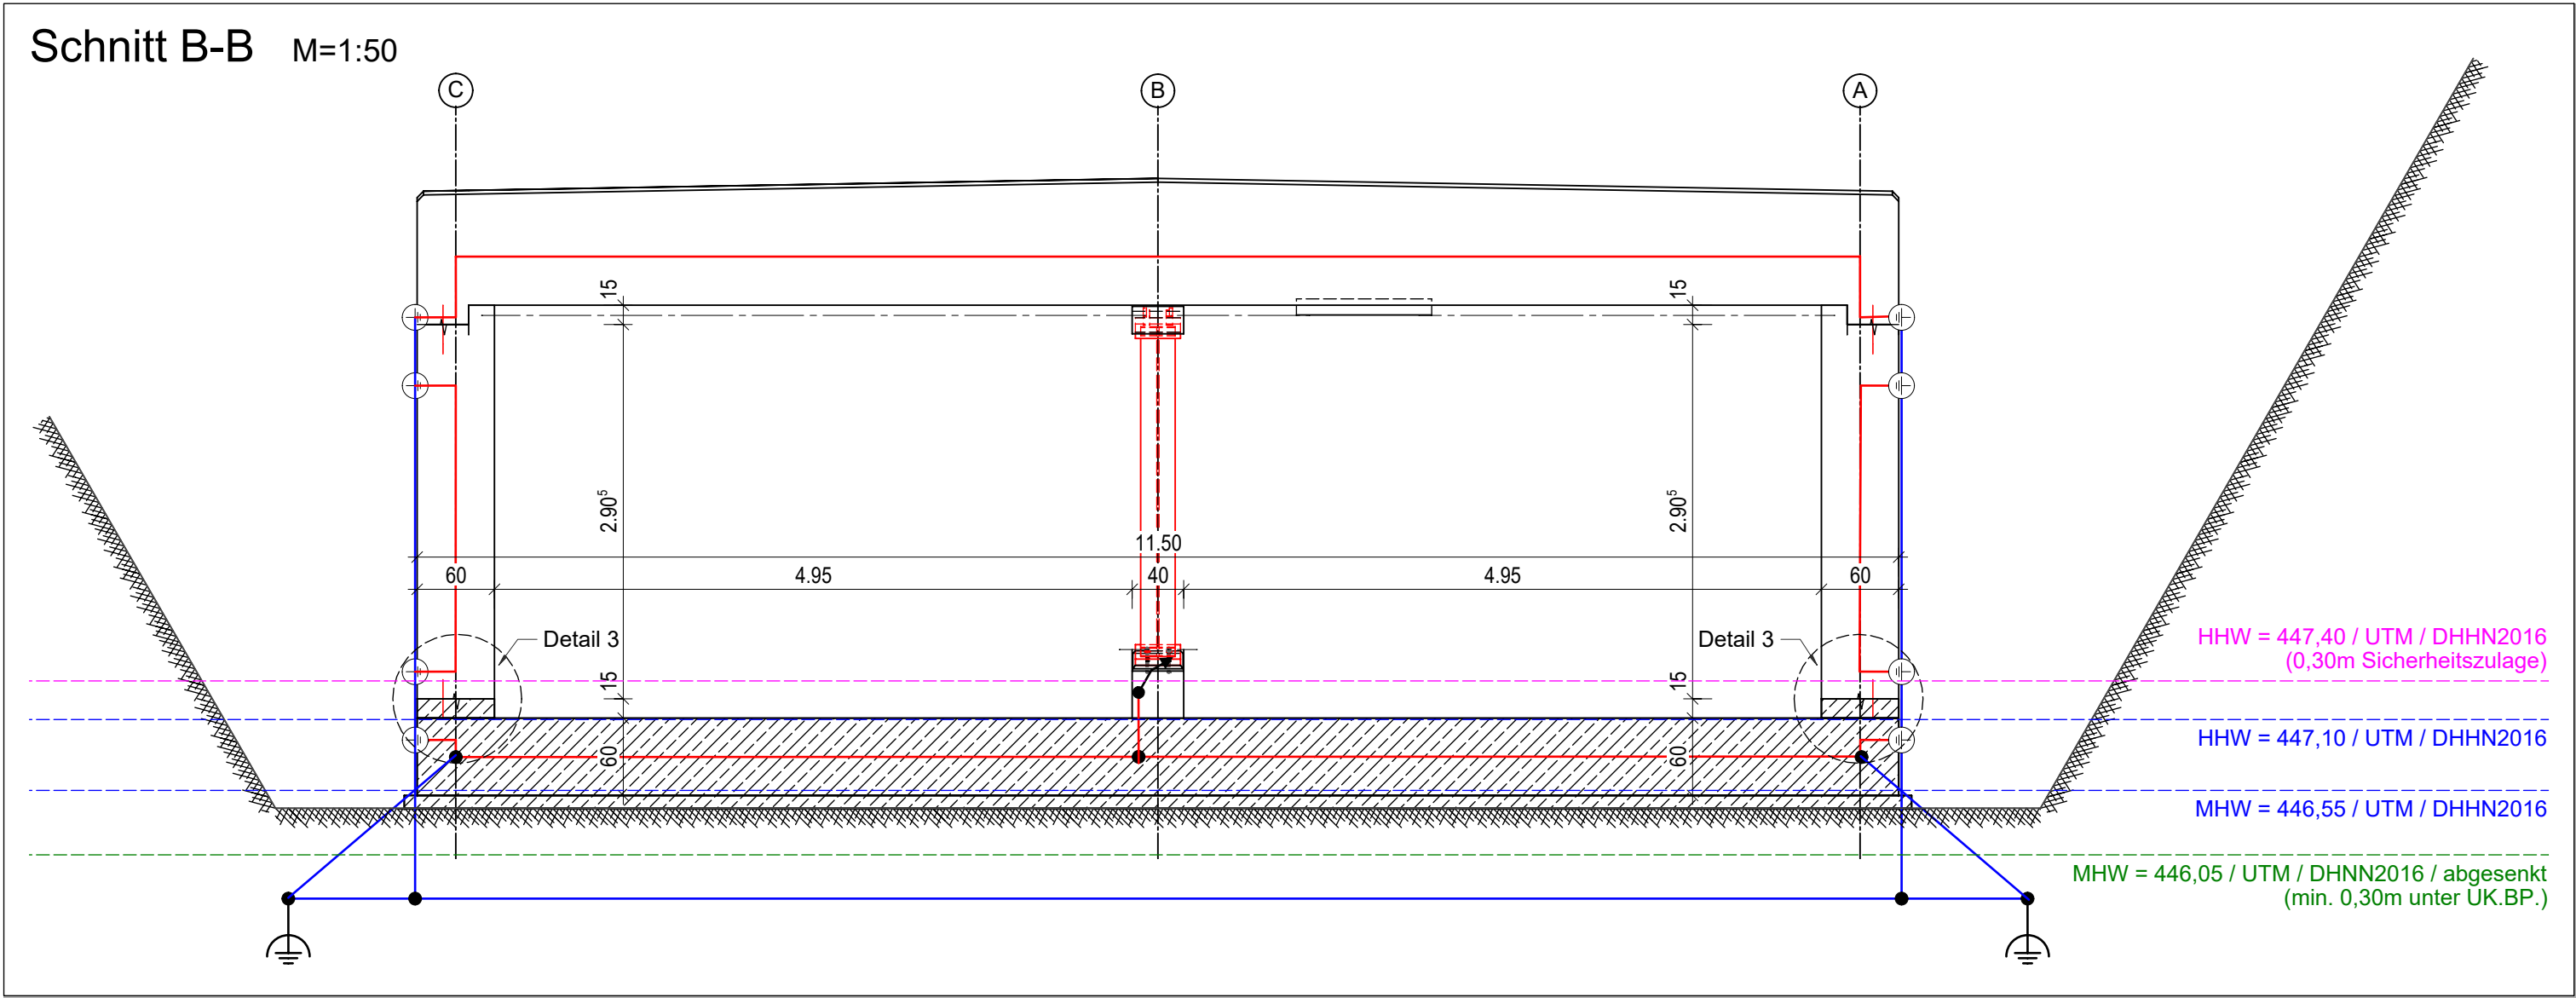 Schnitt B-B M=1:50
C B A
15 15
2.90⁵ 2.90⁵
11.50
60 4.95 40 4.95 60
Detail 3 Detail 3
HHW = 447,40 / UTM / DHHN2016
(0,30m Sicherheitszulage)
15 15
HHW = 447,10 / UTM / DHHN2016
60 60
MHW = 446,55 / UTM / DHHN2016
MHW = 446,05 / UTM / DHNN2016 / abgesenkt
(min. 0,30m unter UK.BP.)